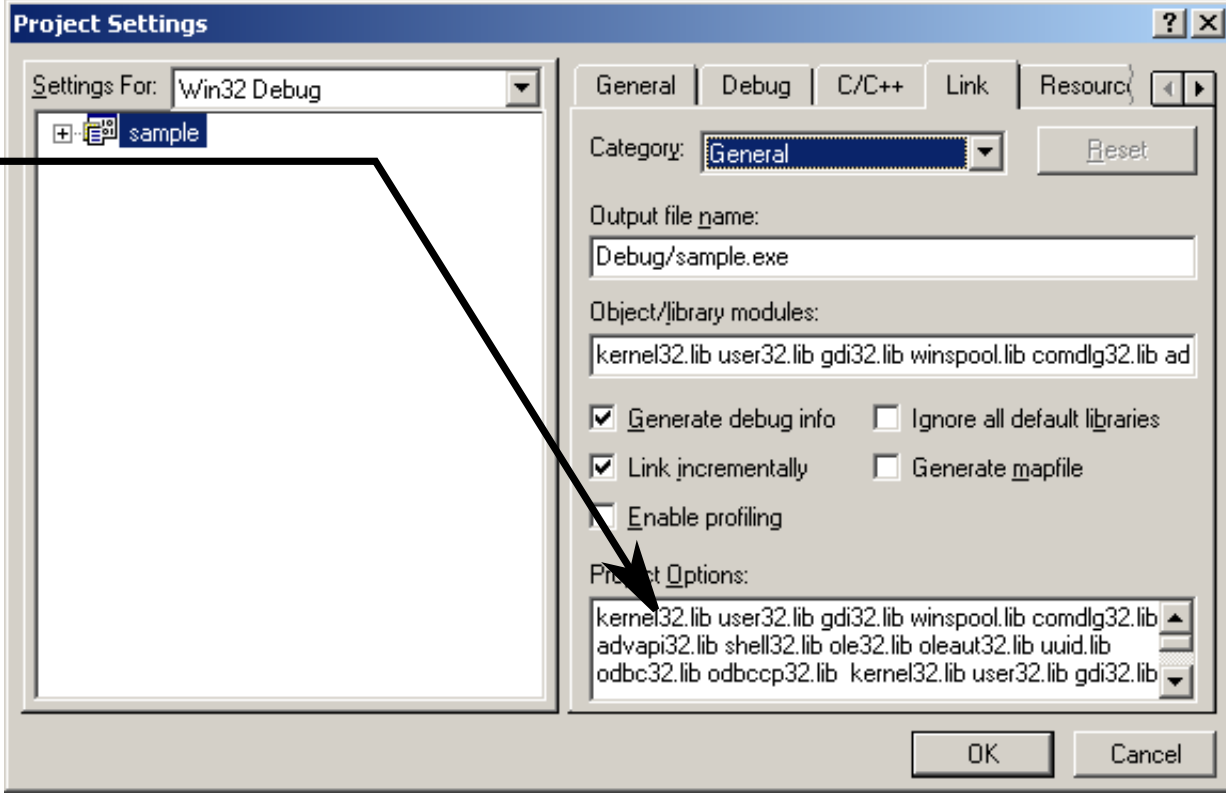 Project Settings
Settings For: Win32 Debug
sample
General Debug C/C++ Link Resourc
Category: General Reset
Output file name:
Debug/sample.exe
Object/library modules:
kernel32.lib user32.lib gdi32.lib winspool.lib comdlg32.lib ad
Generate debug info Ignore all default libraries
Link incrementally Generate mapfile
Enable profiling
Project Options:
kernel32.lib user32.lib gdi32.lib winspool.lib comdlg32.lib
advapi32.lib shell32.lib ole32.lib oleaut32.lib uuid.lib
odbc32.lib odbccp32.lib kernel32.lib user32.lib gdi32.lib
OK Cancel